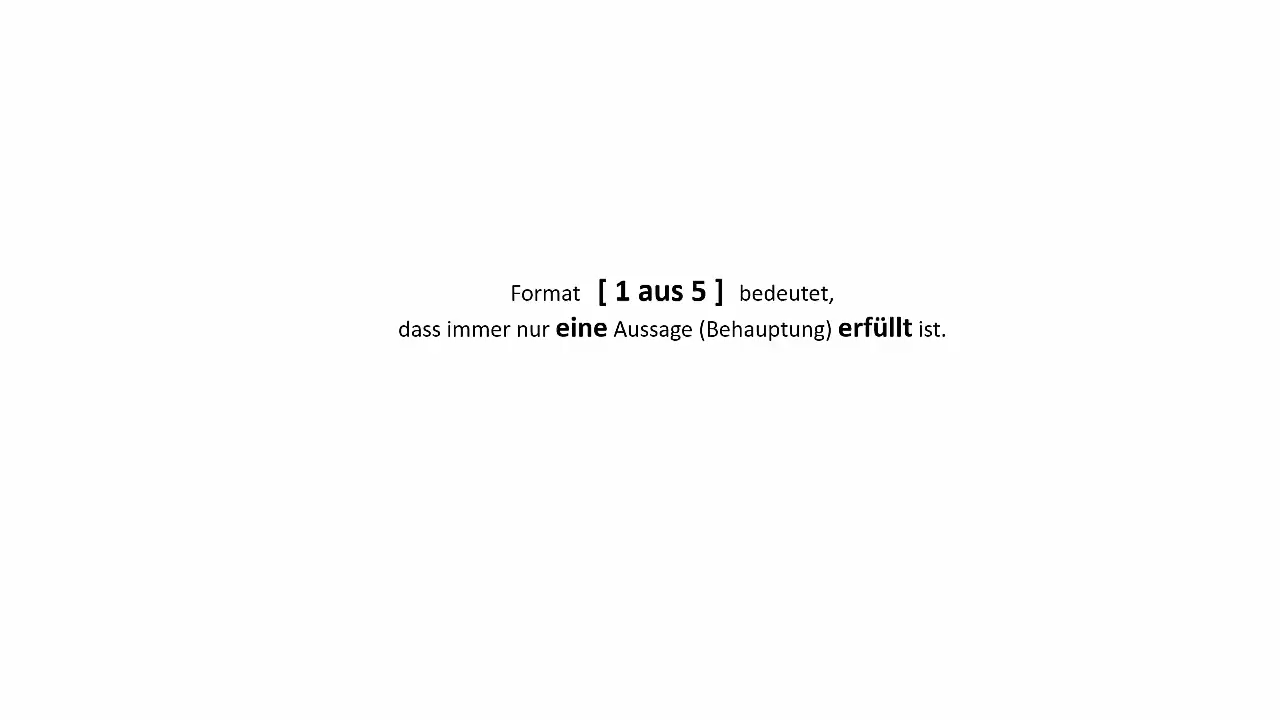 Format [ 1 aus 5 ] bedeutet,
dass immer nur eine Aussage (Behauptung) erfüllt ist.